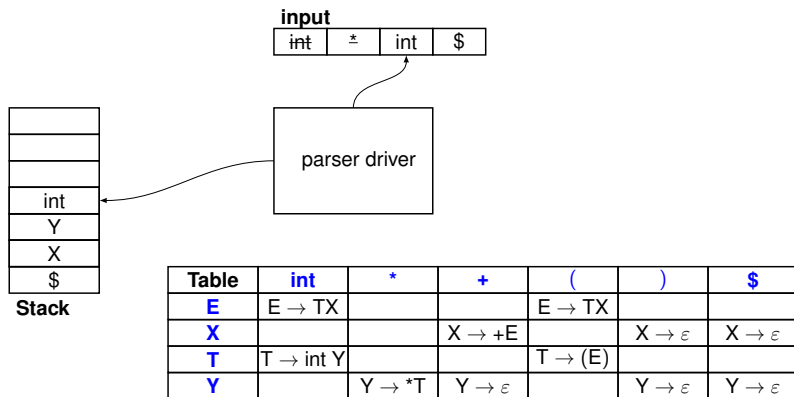 input
int * int $
parser driver
int
Y
X
$
Stack
Table int * + ( ) $
E E → TX E → TX
X X → +E X → ε X → ε
T T → int Y T → (E)
Y Y → *T Y → ε Y → ε Y → ε